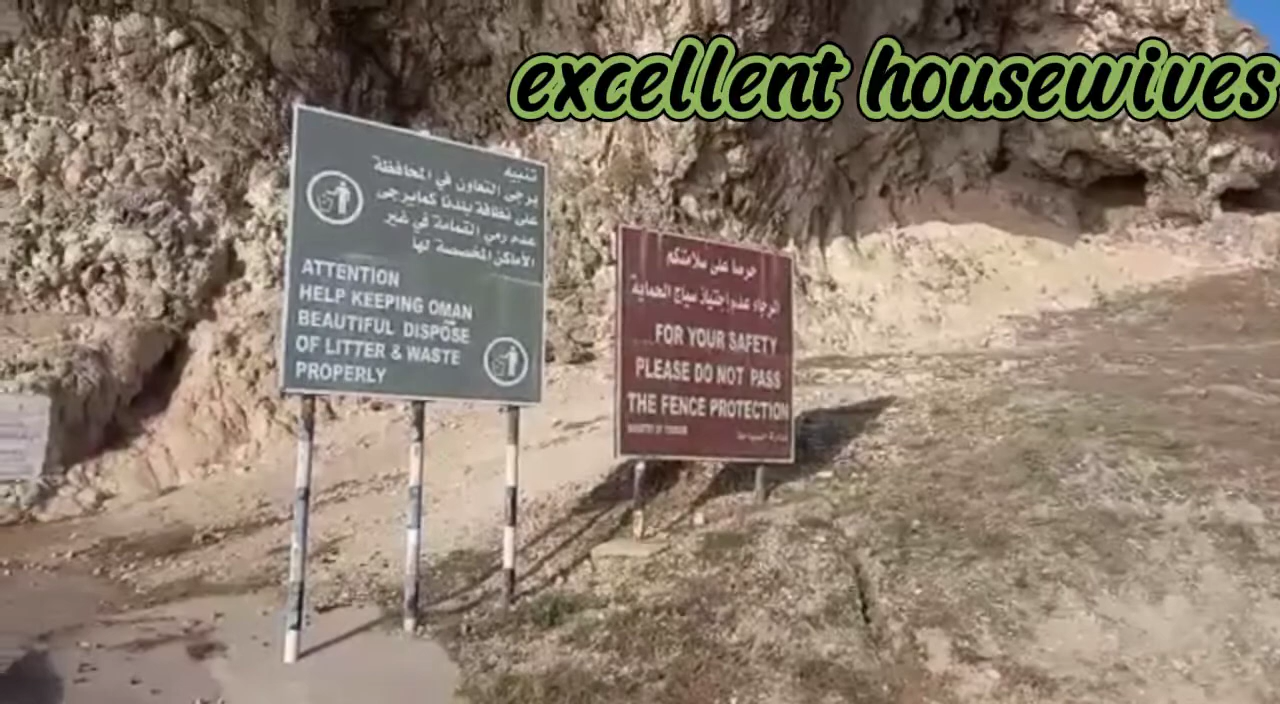 excellent housewives
تنبيه
يرجى التعاون في المحافظة
على نظافة بلدنا كما يرجى
عدم رمي القمامة في غير
الأماكن المخصصة لها
ATTENTION
HELP KEEPING OMAN
BEAUTIFUL DISPOSE
OF LITTER & WASTE
PROPERLY
حرصا على سلامتكم
الرجاء عدم إجتياز سياج الحماية
FOR YOUR SAFETY
PLEASE DO NOT PASS
THE FENCE PROTECTION
MINISTRY OF TOURISM